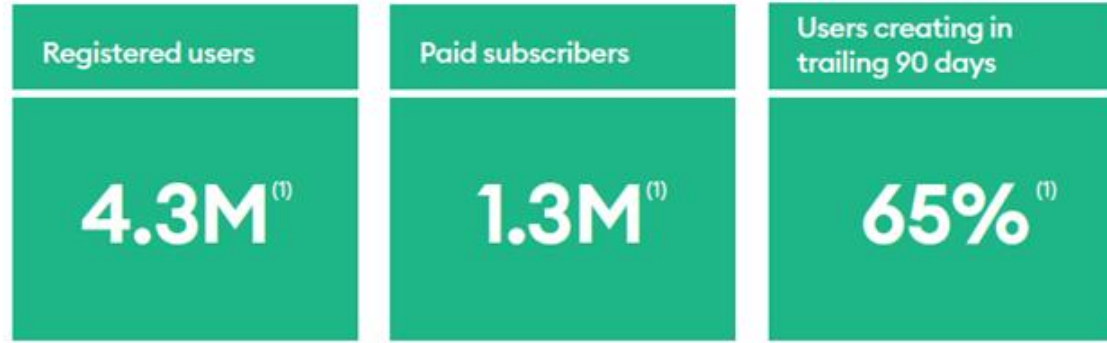 Registered users
4.3M(1)
Paid subscribers
1.3M(1)
Users creating in
trailing 90 days
65% (1)